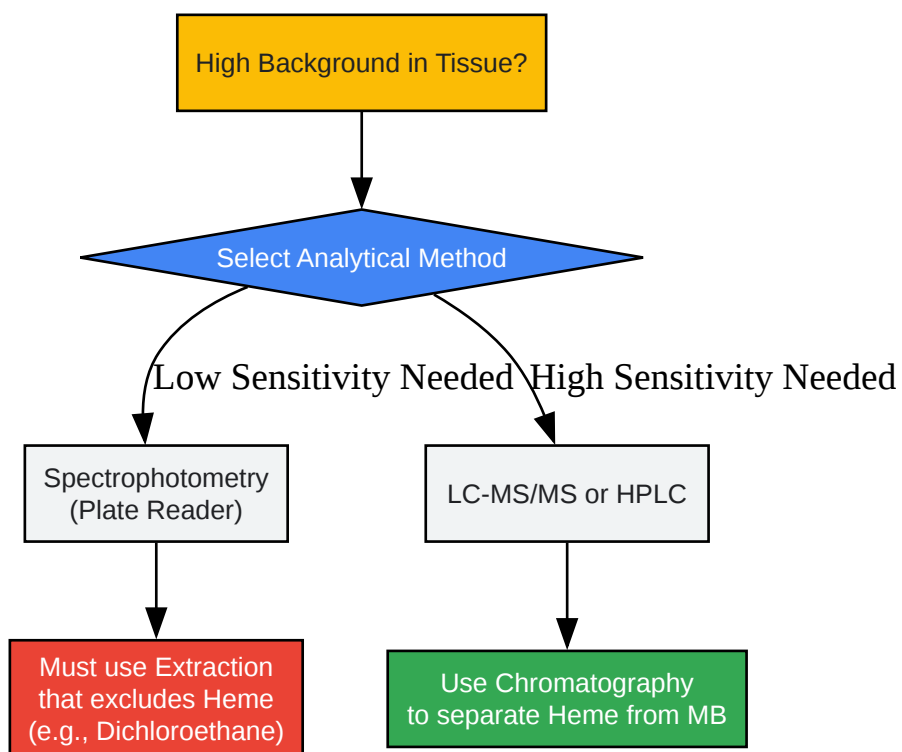 High Background in Tissue?
Select Analytical Method
Low Sensitivity Needed
High Sensitivity Needed
Spectrophotometry
(Plate Reader)
LC-MS/MS or HPLC
Must use Extraction
that excludes Heme
(e.g., Dichloroethane)
Use Chromatography
to separate Heme from MB